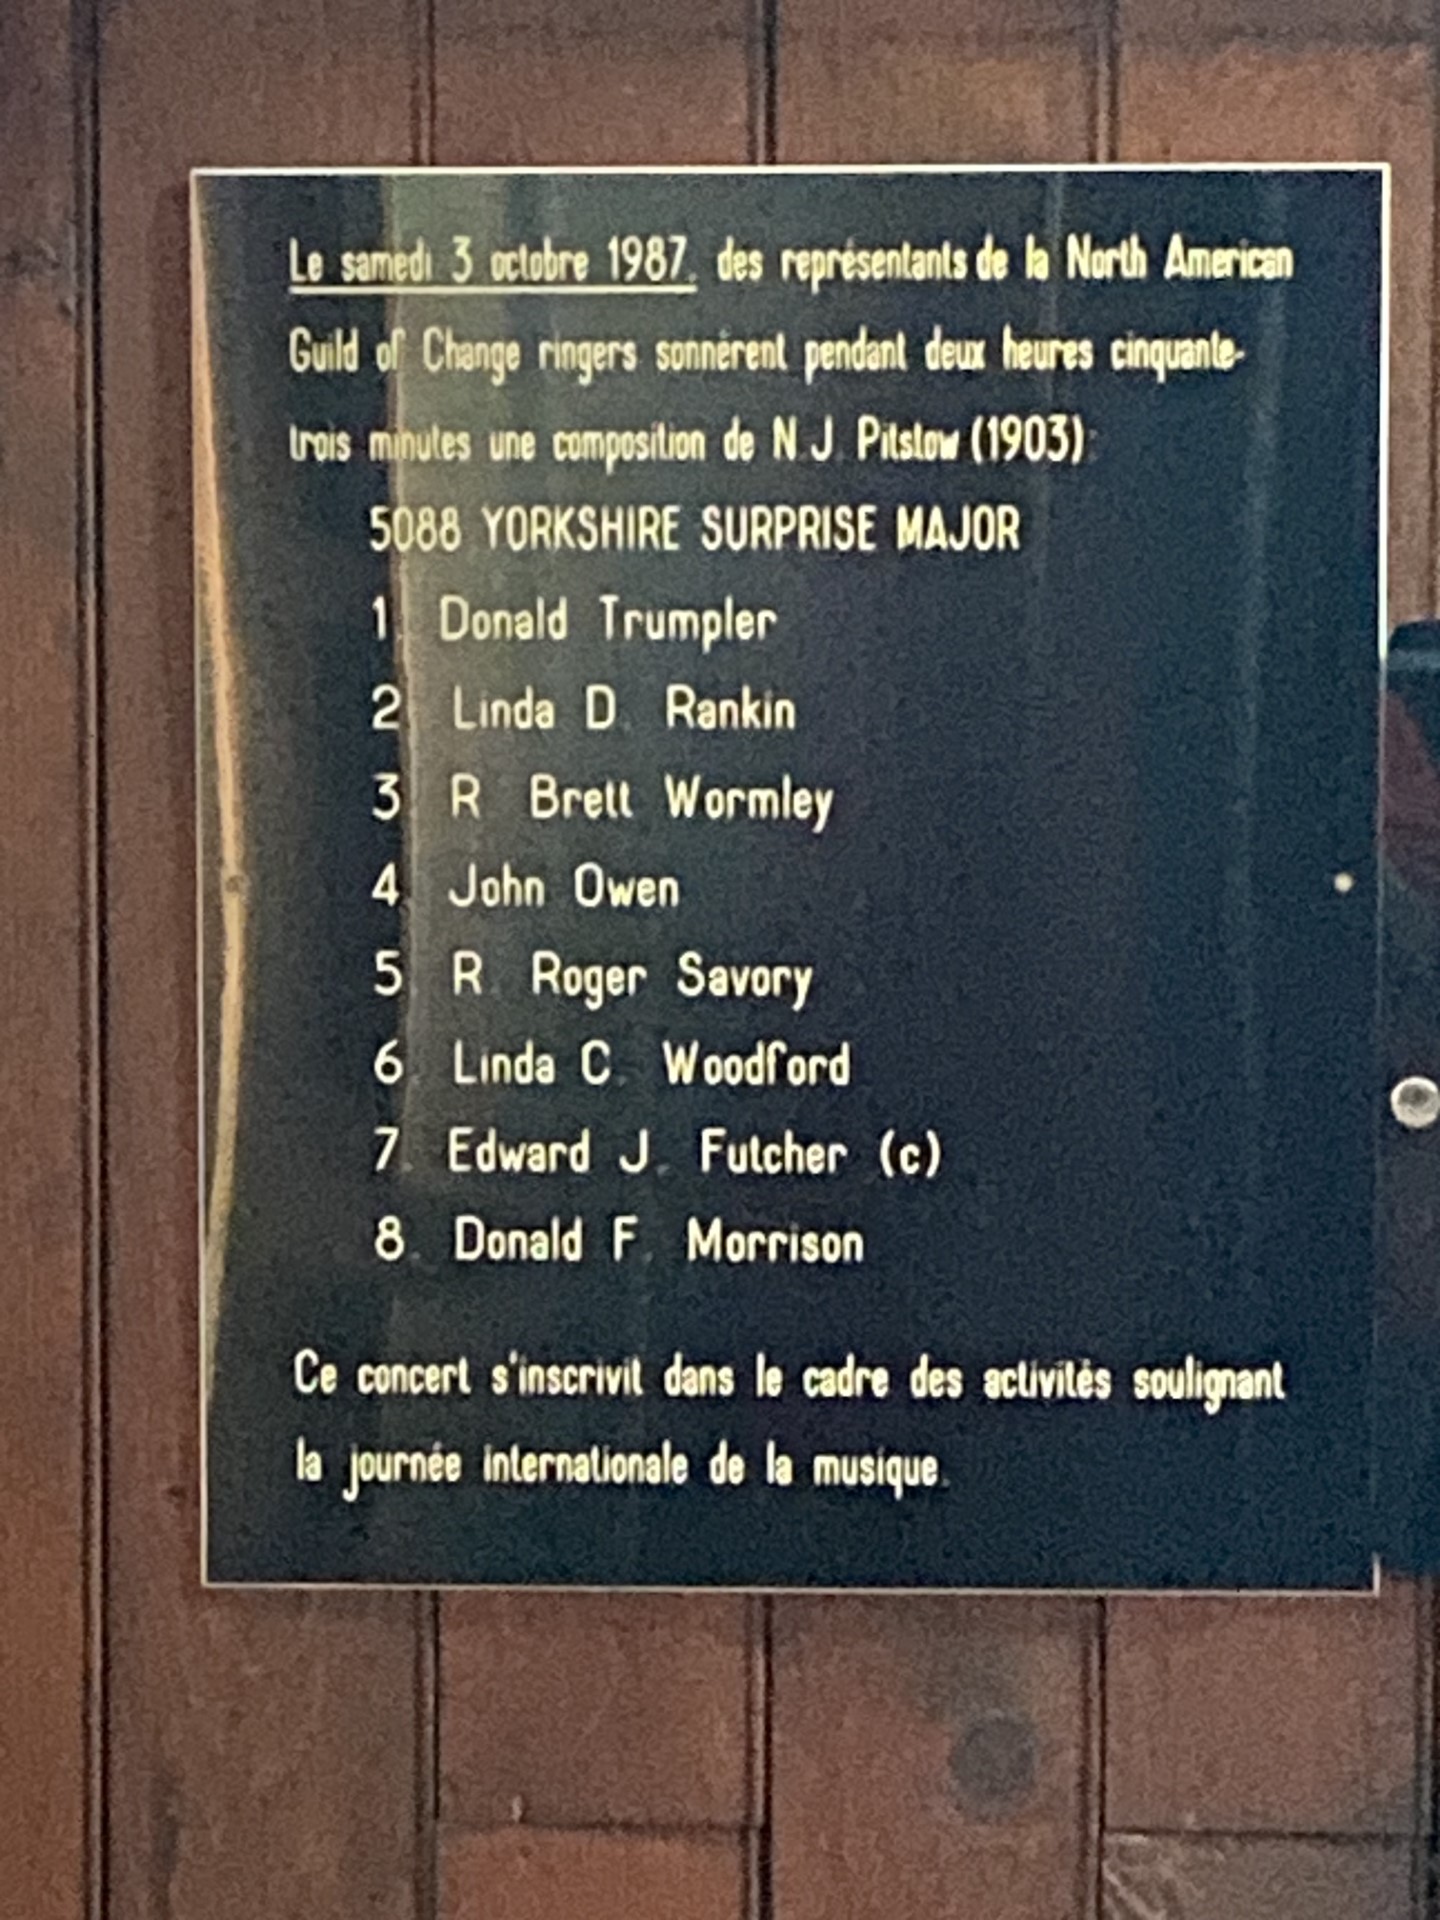 Le samedi 3 octobre 1987, des représentants de la North American
Guild of Change ringers sonnèrent pendant deux heures cinquante-
trois minutes une composition de N.J. Pitstow (1903):
5088 YORKSHIRE SURPRISE MAJOR
1. Donald Trumpler
2. Linda D. Rankin
3. R. Brett Wormley
4. John Owen
5. R. Roger Savory
6. Linda C. Woodford
7. Edward J. Futcher (c)
8. Donald F. Morrison
Ce concert s'inscrivit dans le cadre des activités soulignant
la journée internationale de la musique.